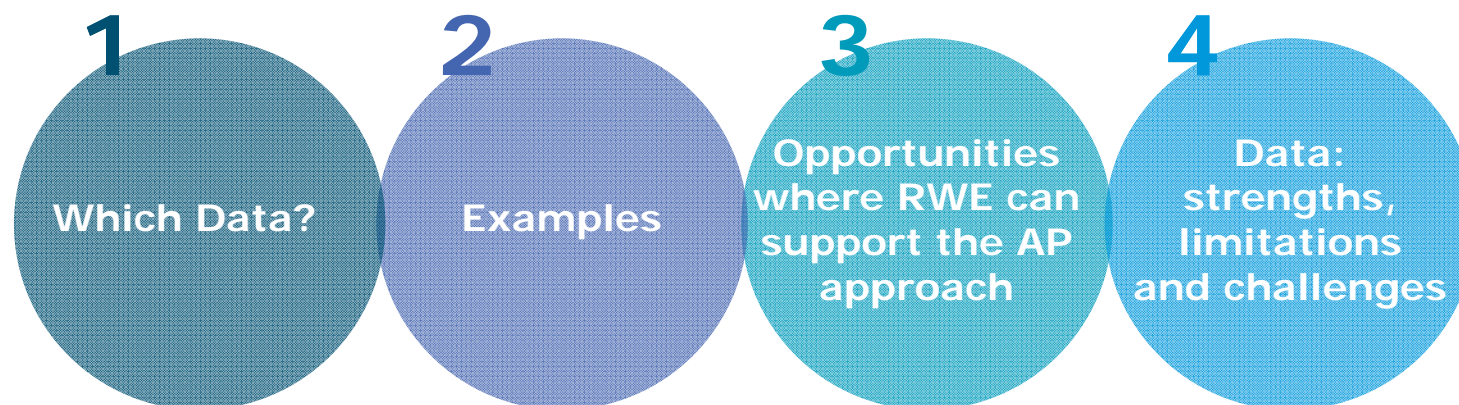 1
Which Data?
2
Examples
3
Opportunities
where RWE can
support the AP
approach
4
Data:
strengths,
limitations
and challenges